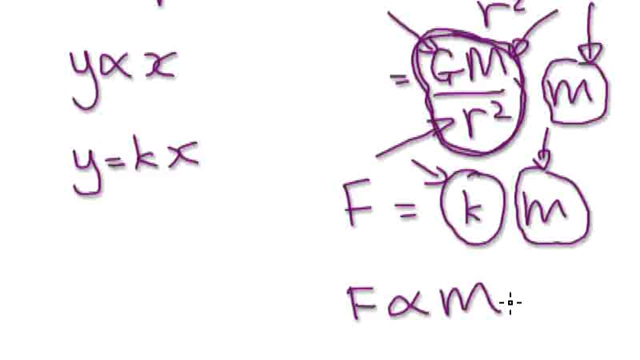 r²
y∝x
= GM/r² m
y=kx
F = k m
F∝m